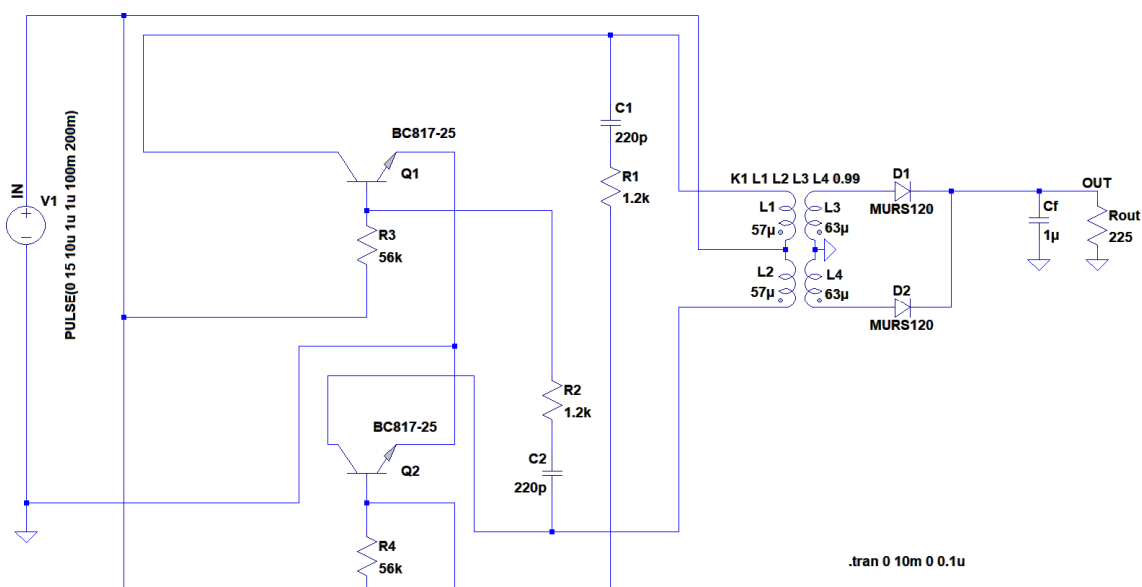 C1
220p
BC817-25
Q1
R1
1.2k
K1 L1 L2 L3 L4 0.99
D1
MURS120
IN
V1
PULSE(0 15 10u 1u 1u 100m 200m)
L1
57µ
L3
63µ
OUT
Cf
1µ
Rout
225
R3
56k
L2
57µ
L4
63µ
D2
MURS120
R2
1.2k
BC817-25
Q2
C2
220p
R4
56k
.tran 0 10m 0 0.1u